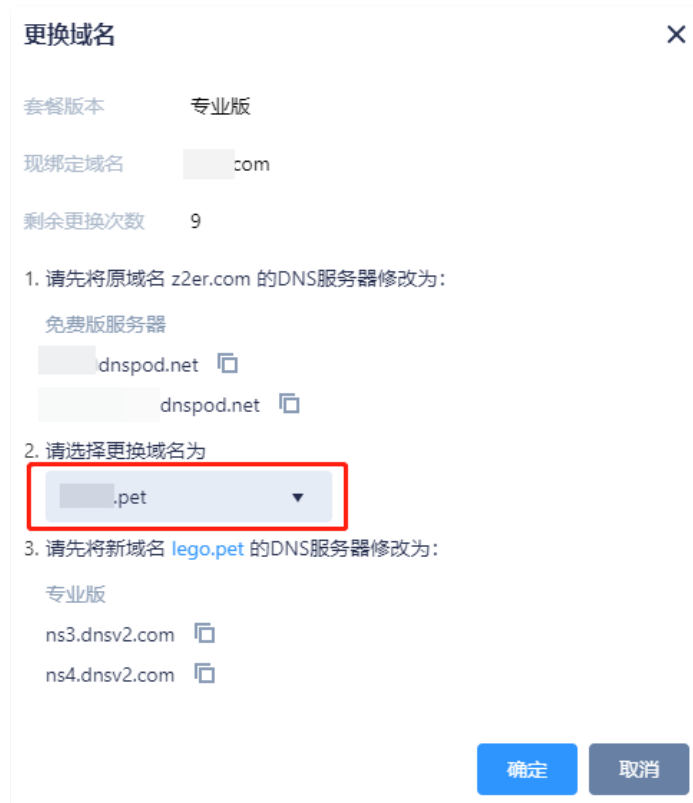 更换域名
套餐版本 专业版
现绑定域名 com
剩余更换次数 9
1. 请先将原域名 z2er.com 的DNS服务器修改为：
免费版服务器
dnspod.net
dnspod.net
2. 请选择更换域名为
.pet
3. 请先将新域名 lego.pet 的DNS服务器修改为：
专业版
ns3.dnsv2.com
ns4.dnsv2.com
确定 取消